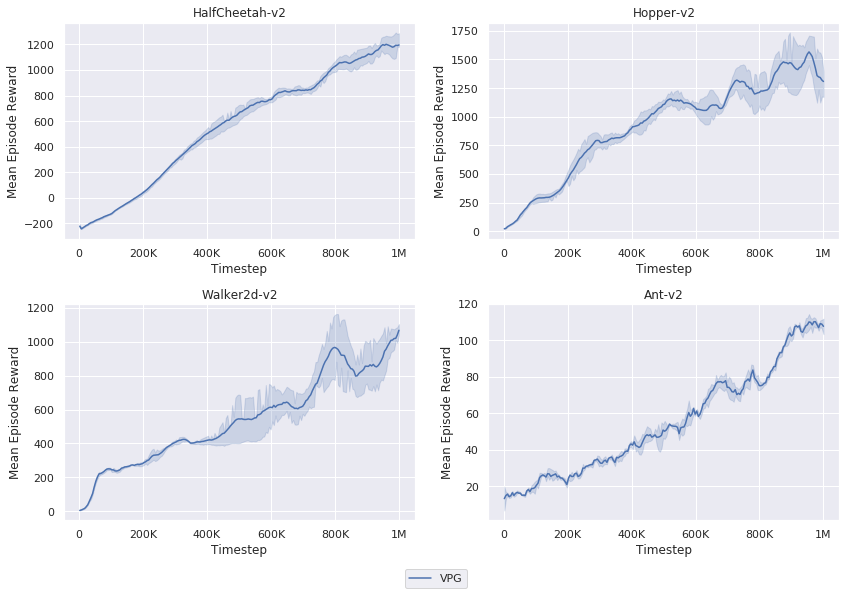 HalfCheetah-v2
Mean Episode Reward
1200
1000
800
600
400
200
0
−200
0 200K 400K 600K 800K 1M
Timestep
Hopper-v2
Mean Episode Reward
1750
1500
1250
1000
750
500
250
0
0 200K 400K 600K 800K 1M
Timestep
Walker2d-v2
Mean Episode Reward
1200
1000
800
600
400
200
0
0 200K 400K 600K 800K 1M
Timestep
Ant-v2
Mean Episode Reward
120
100
80
60
40
20
0 200K 400K 600K 800K 1M
Timestep
VPG